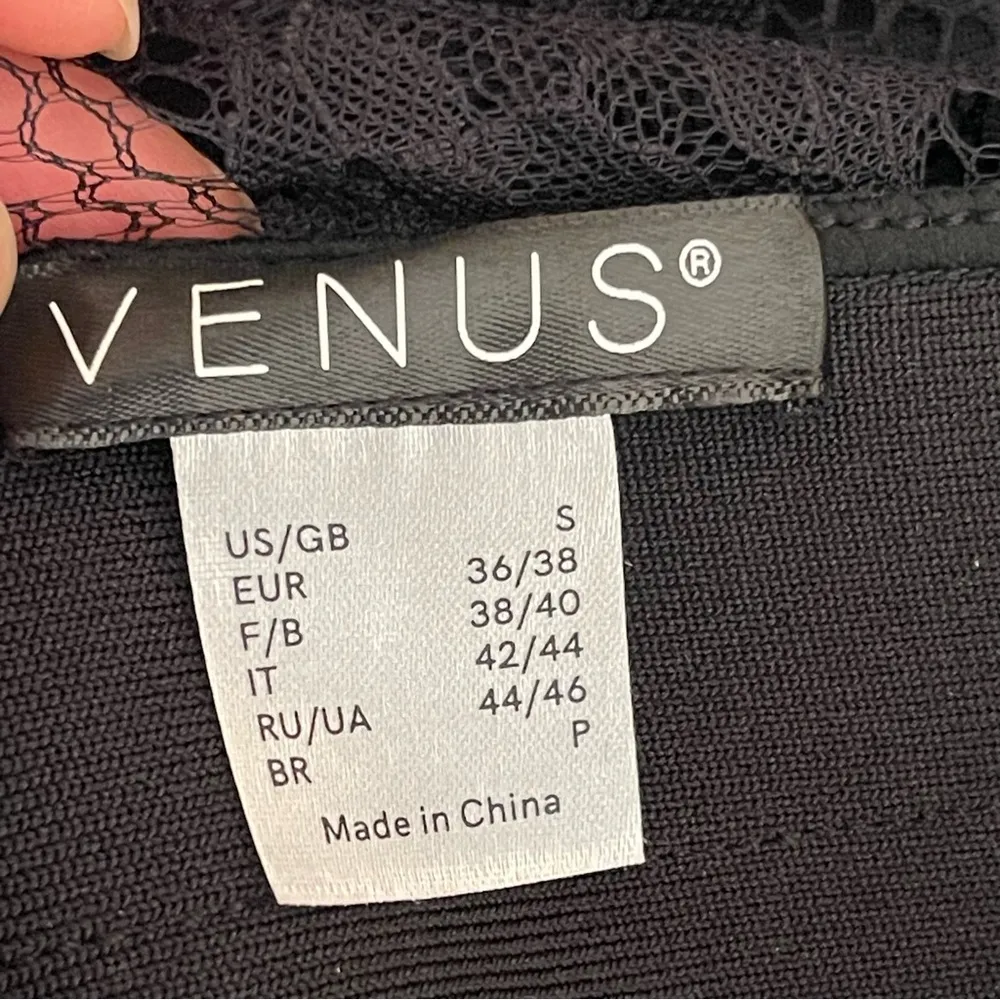 VENUS®
US/GB S
EUR 36/38
F/B 38/40
IT 42/44
RU/UA 44/46
BR P
Made in China